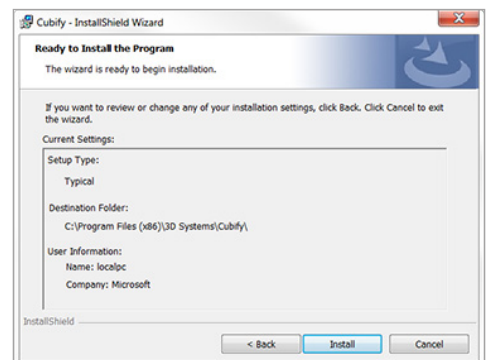 Cubify - InstallShield Wizard
Ready to Install the Program
The wizard is ready to begin installation.
If you want to review or change any of your installation settings, click Back. Click Cancel to exit
the wizard.
Current Settings:
Setup Type:
Typical
Destination Folder:
C:\Program Files (x86)\3D Systems\Cubify\
User Information:
Name: localpc
Company: Microsoft
InstallShield
< Back Install Cancel